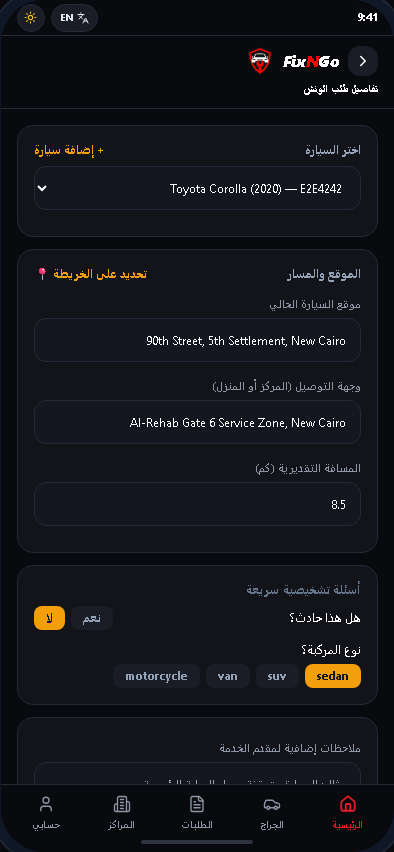 9:41
EN
FixNGo
تفاصيل طلب الونش
اختر السيارة
+ إضافة سيارة
Toyota Corolla (2020) — E2E4242
الموقع والمسار
تحديد على الخريطة
موقع السيارة الحالي
90th Street, 5th Settlement, New Cairo
وجهة التوصيل (المركز أو المنزل)
Al-Rehab Gate 6 Service Zone, New Cairo
المسافة التقديرية (كم)
8.5
أسئلة تشخيصية سريعة
هل هذا حادث؟
نعم
لا
نوع المركبة؟
sedan
suv
van
motorcycle
ملاحظات إضافية لمقدم الخدمة
الرئيسية
الجراج
الطلبات
المراكز
حسابي